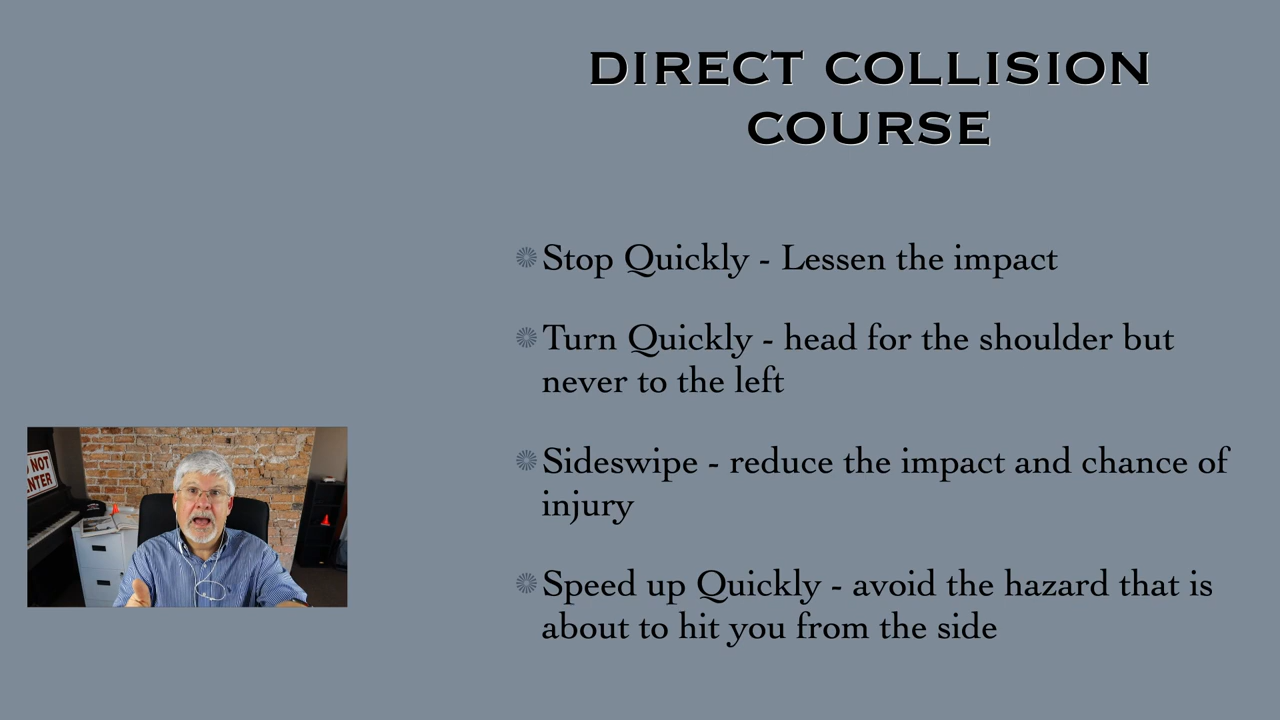 DIRECT COLLISION
COURSE
Stop Quickly - Lessen the impact
Turn Quickly - head for the shoulder but
never to the left
Sideswipe - reduce the impact and chance of
injury
Speed up Quickly - avoid the hazard that is
about to hit you from the side
NOT
ENTER